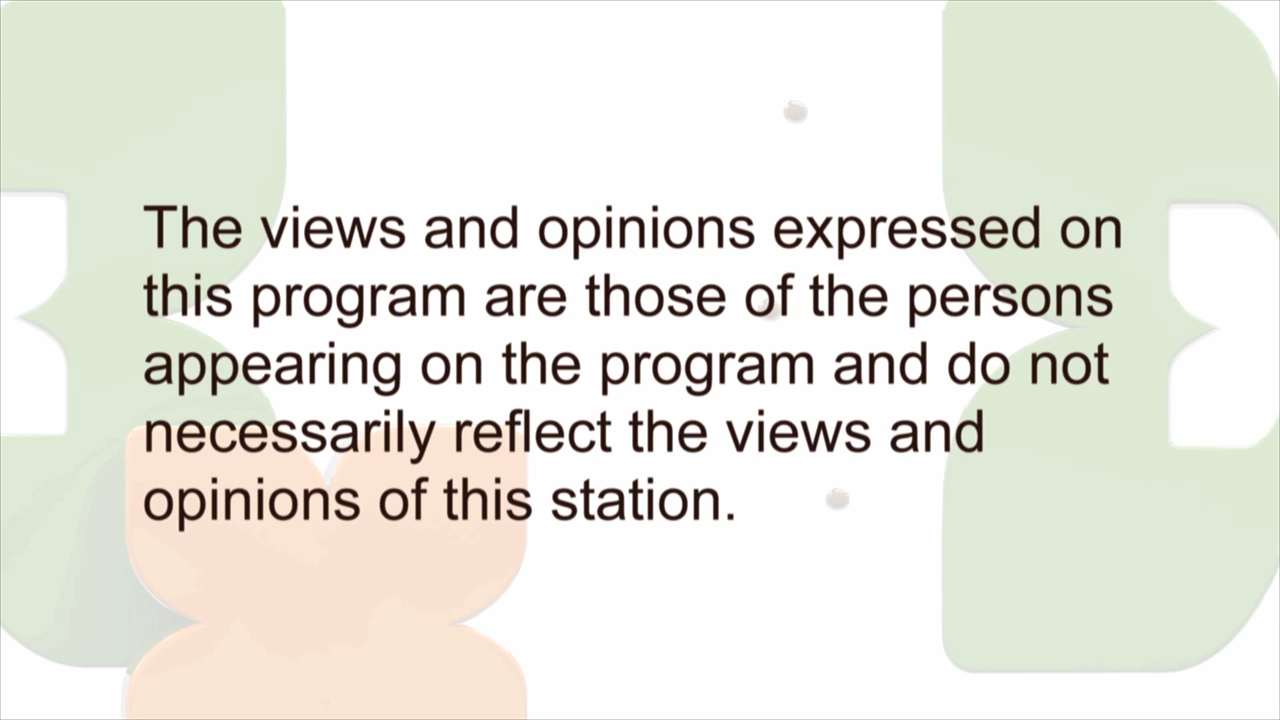 The views and opinions expressed on
this program are those of the persons
appearing on the program and do not
necessarily reflect the views and
opinions of this station.